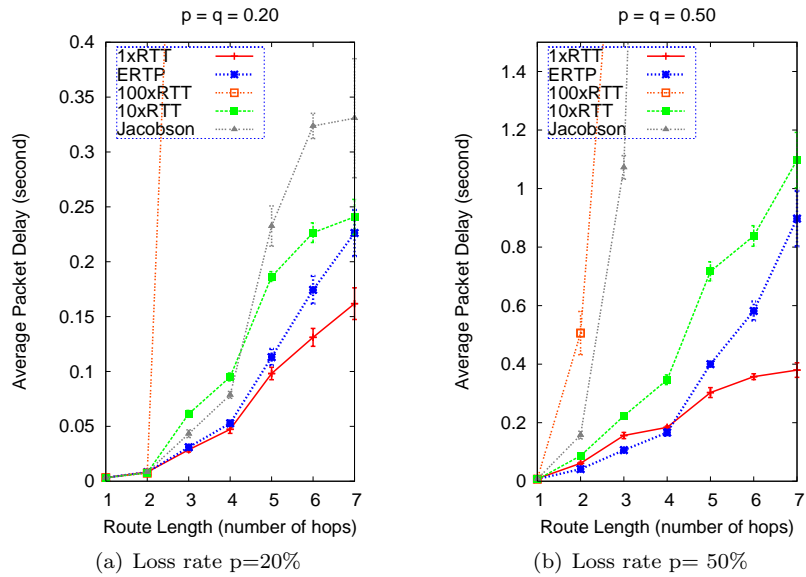 p = q = 0.20
0.4
0.35
0.3
0.25
0.2
0.15
0.1
0.05
0
Average Packet Delay (second)
1xRTT
ERTP
100xRTT
10xRTT
Jacobson
1 2 3 4 5 6 7
Route Length (number of hops)
(a) Loss rate p=20%
p = q = 0.50
1.4
1.2
1
0.8
0.6
0.4
0.2
0
Average Packet Delay (second)
1xRTT
ERTP
100xRTT
10xRTT
Jacobson
1 2 3 4 5 6 7
Route Length (number of hops)
(b) Loss rate p= 50%